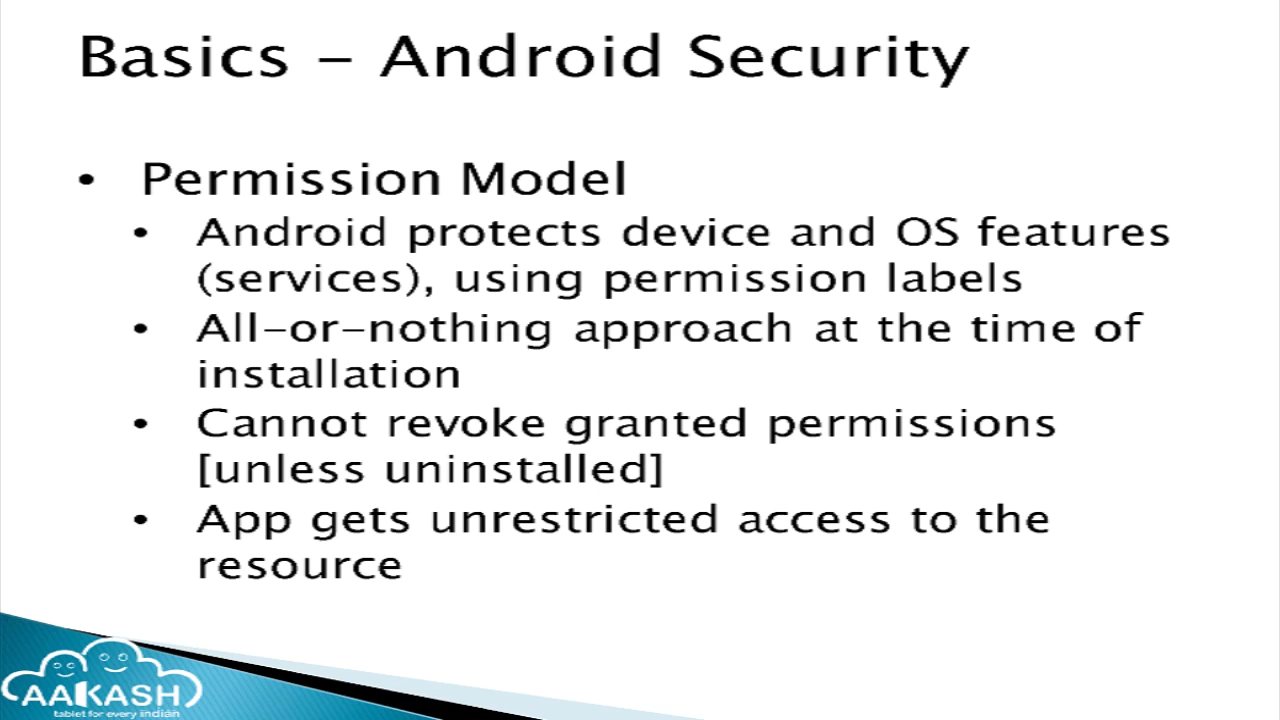 Basics – Android Security
• Permission Model
• Android protects device and OS features
(services), using permission labels
• All-or-nothing approach at the time of
installation
• Cannot revoke granted permissions
[unless uninstalled]
• App gets unrestricted access to the
resource
AAKASH
tablet for every indian